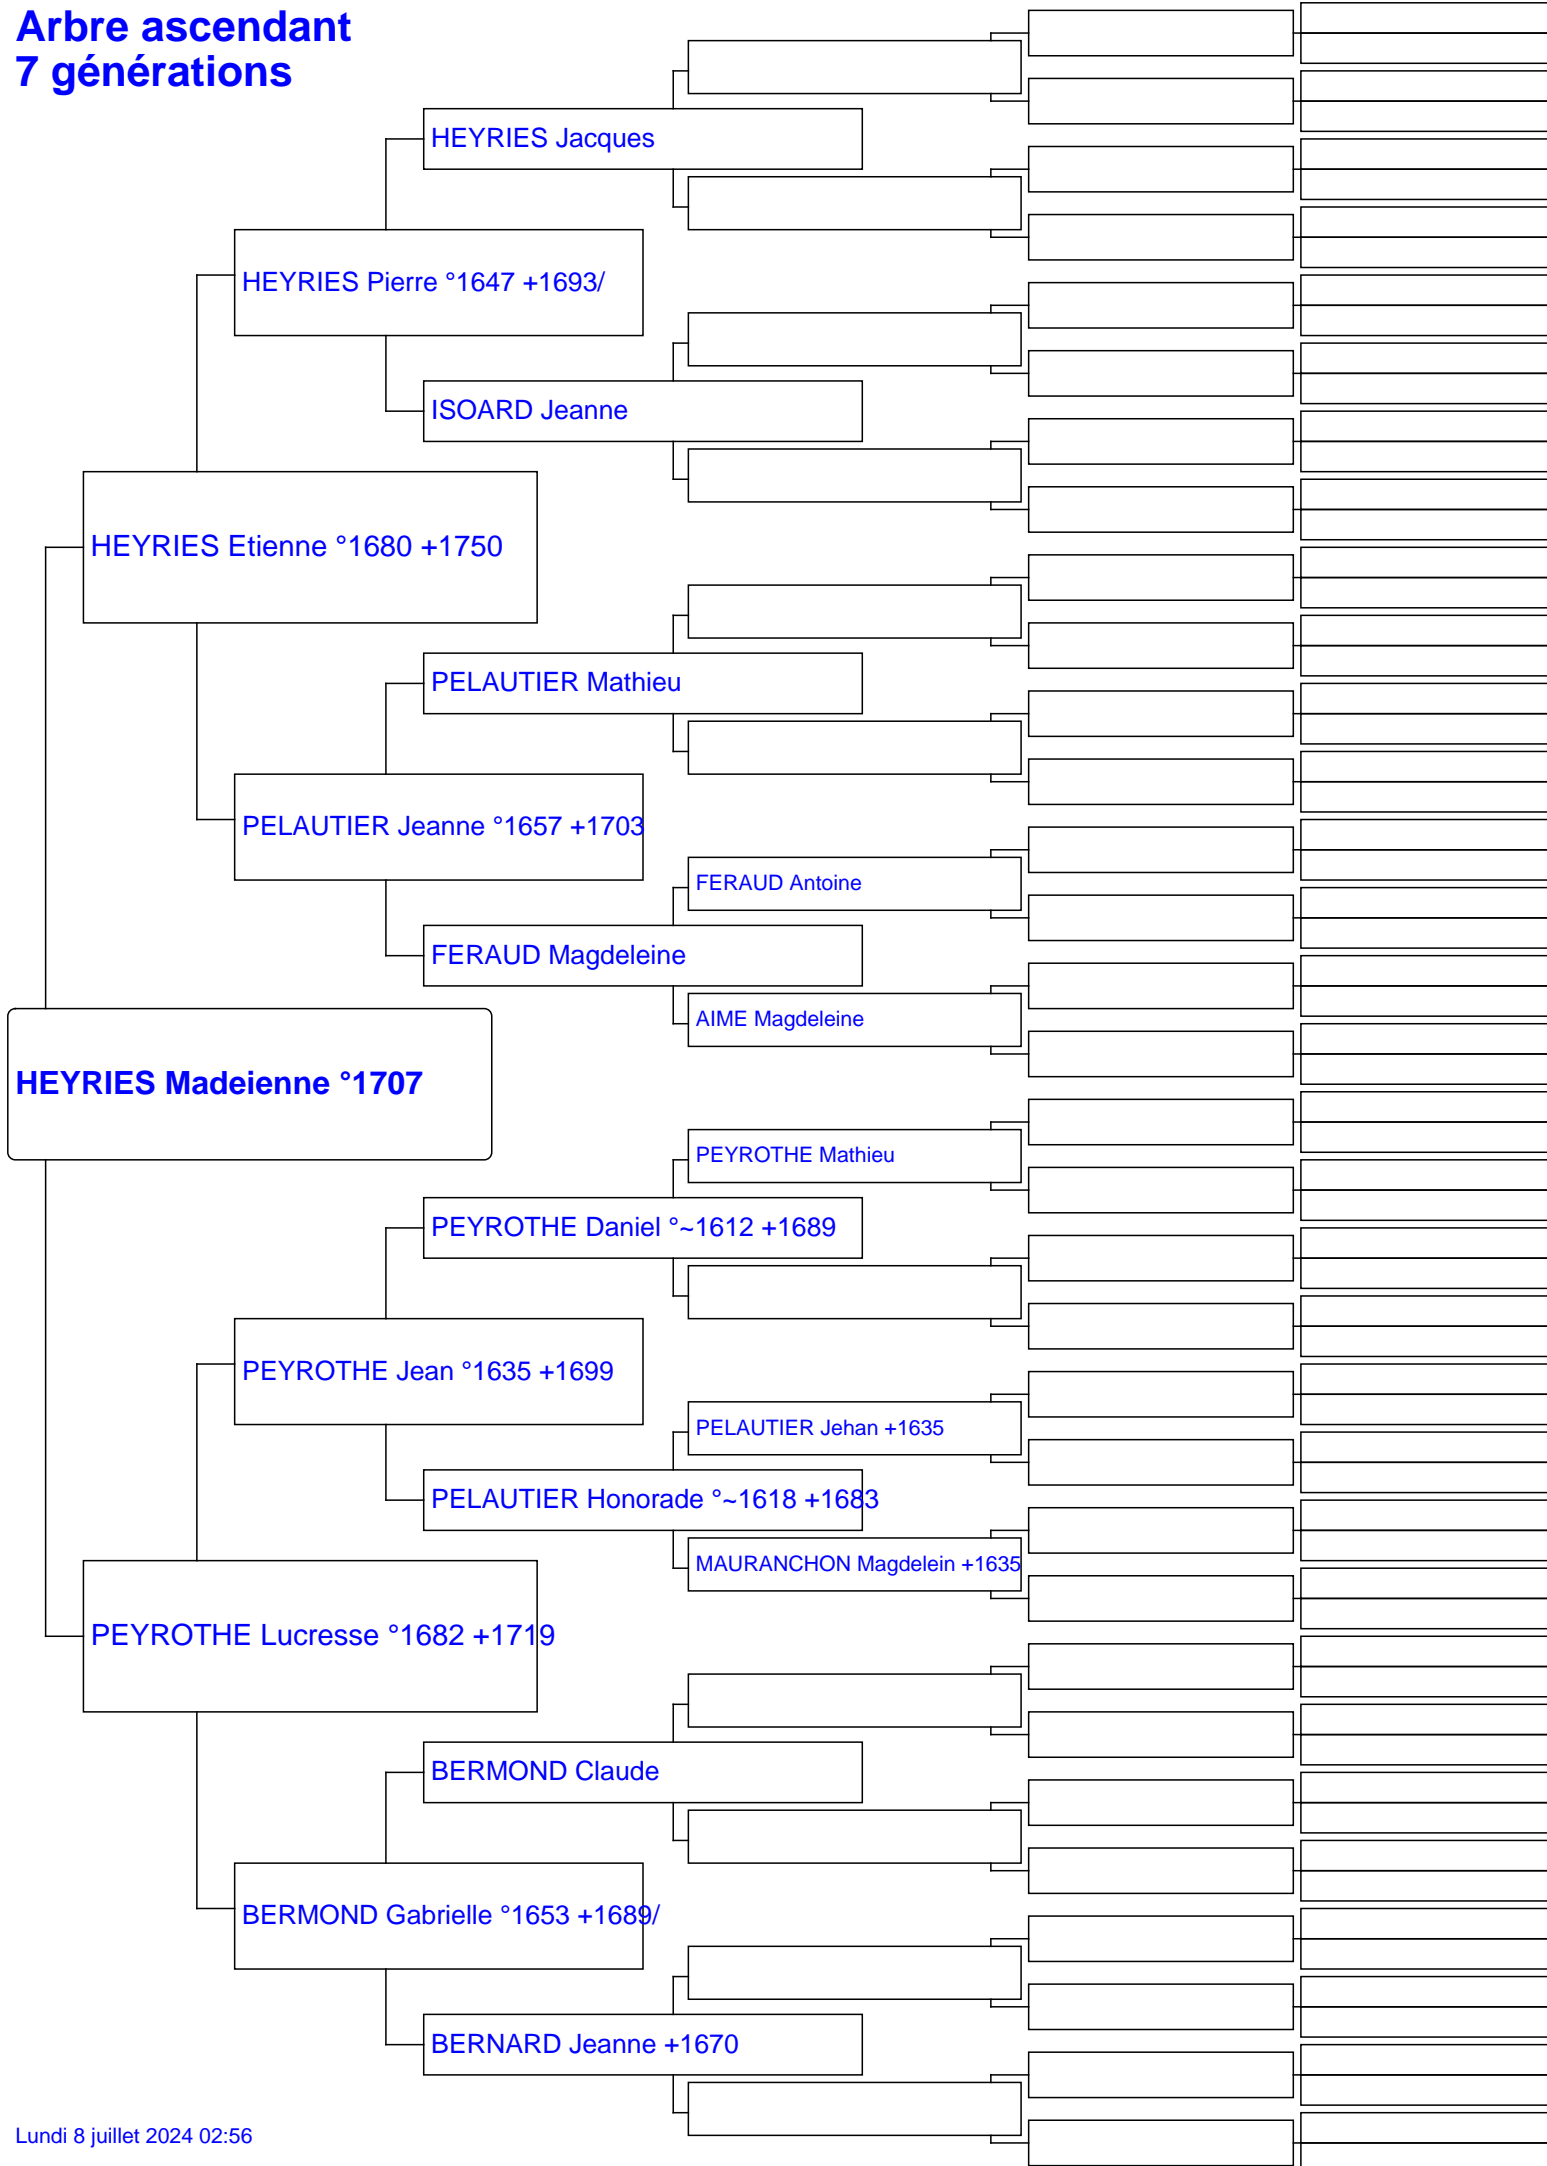 Arbre ascendant
7 générations
HEYRIES Jacques
HEYRIES Pierre °1647 +1693/
ISOARD Jeanne
HEYRIES Etienne °1680 +1750
PELAUTIER Mathieu
PELAUTIER Jeanne °1657 +1703
FERAUD Antoine
FERAUD Magdeleine
AIME Magdeleine
HEYRIES Madeienne °1707
PEYROTHE Mathieu
PEYROTHE Daniel °~1612 +1689
PEYROTHE Jean °1635 +1699
PELAUTIER Jehan +1635
PELAUTIER Honorade °~1618 +1683
MAURANCHON Magdelein +1635
PEYROTHE Lucresse °1682 +1719
BERMOND Claude
BERMOND Gabrielle °1653 +1689/
BERNARD Jeanne +1670
Lundi 8 juillet 2024 02:56